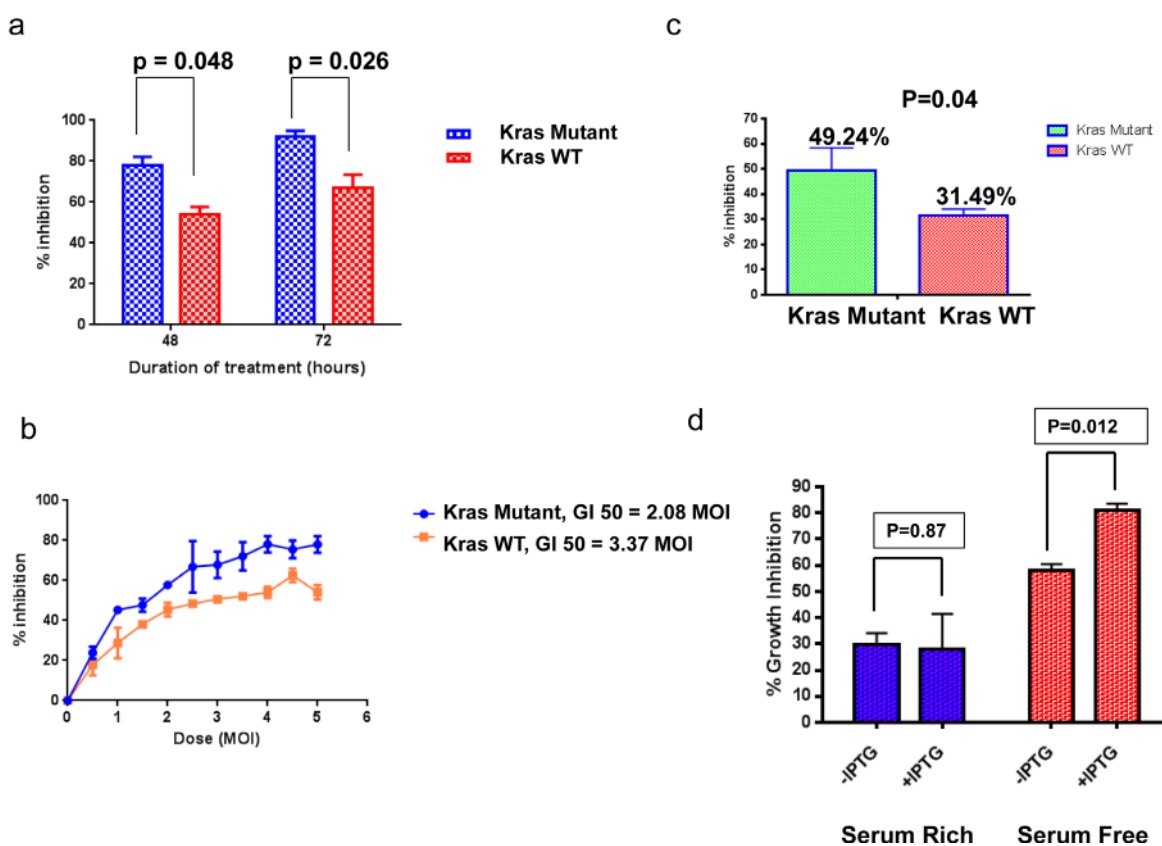 a
p = 0.048
p = 0.026
100
80
60
40
20
0
% inhibition
48
72
Duration of treatment (hours)
Kras Mutant
Kras WT
c
P=0.04
70
60
50
40
30
20
10
0
% inhibition
49.24%
31.49%
Kras Mutant
Kras WT
Kras Mutant
Kras WT
b
100
80
60
40
20
0
% inhibition
0
1
2
3
4
5
6
Dose (MOI)
Kras Mutant, GI 50 = 2.08 MOI
Kras WT, GI 50 = 3.37 MOI
d
P=0.012
P=0.87
90
80
70
60
50
40
30
20
10
0
% Growth Inhibition
-IPTG
+IPTG
-IPTG
+IPTG
Serum Rich
Serum Free